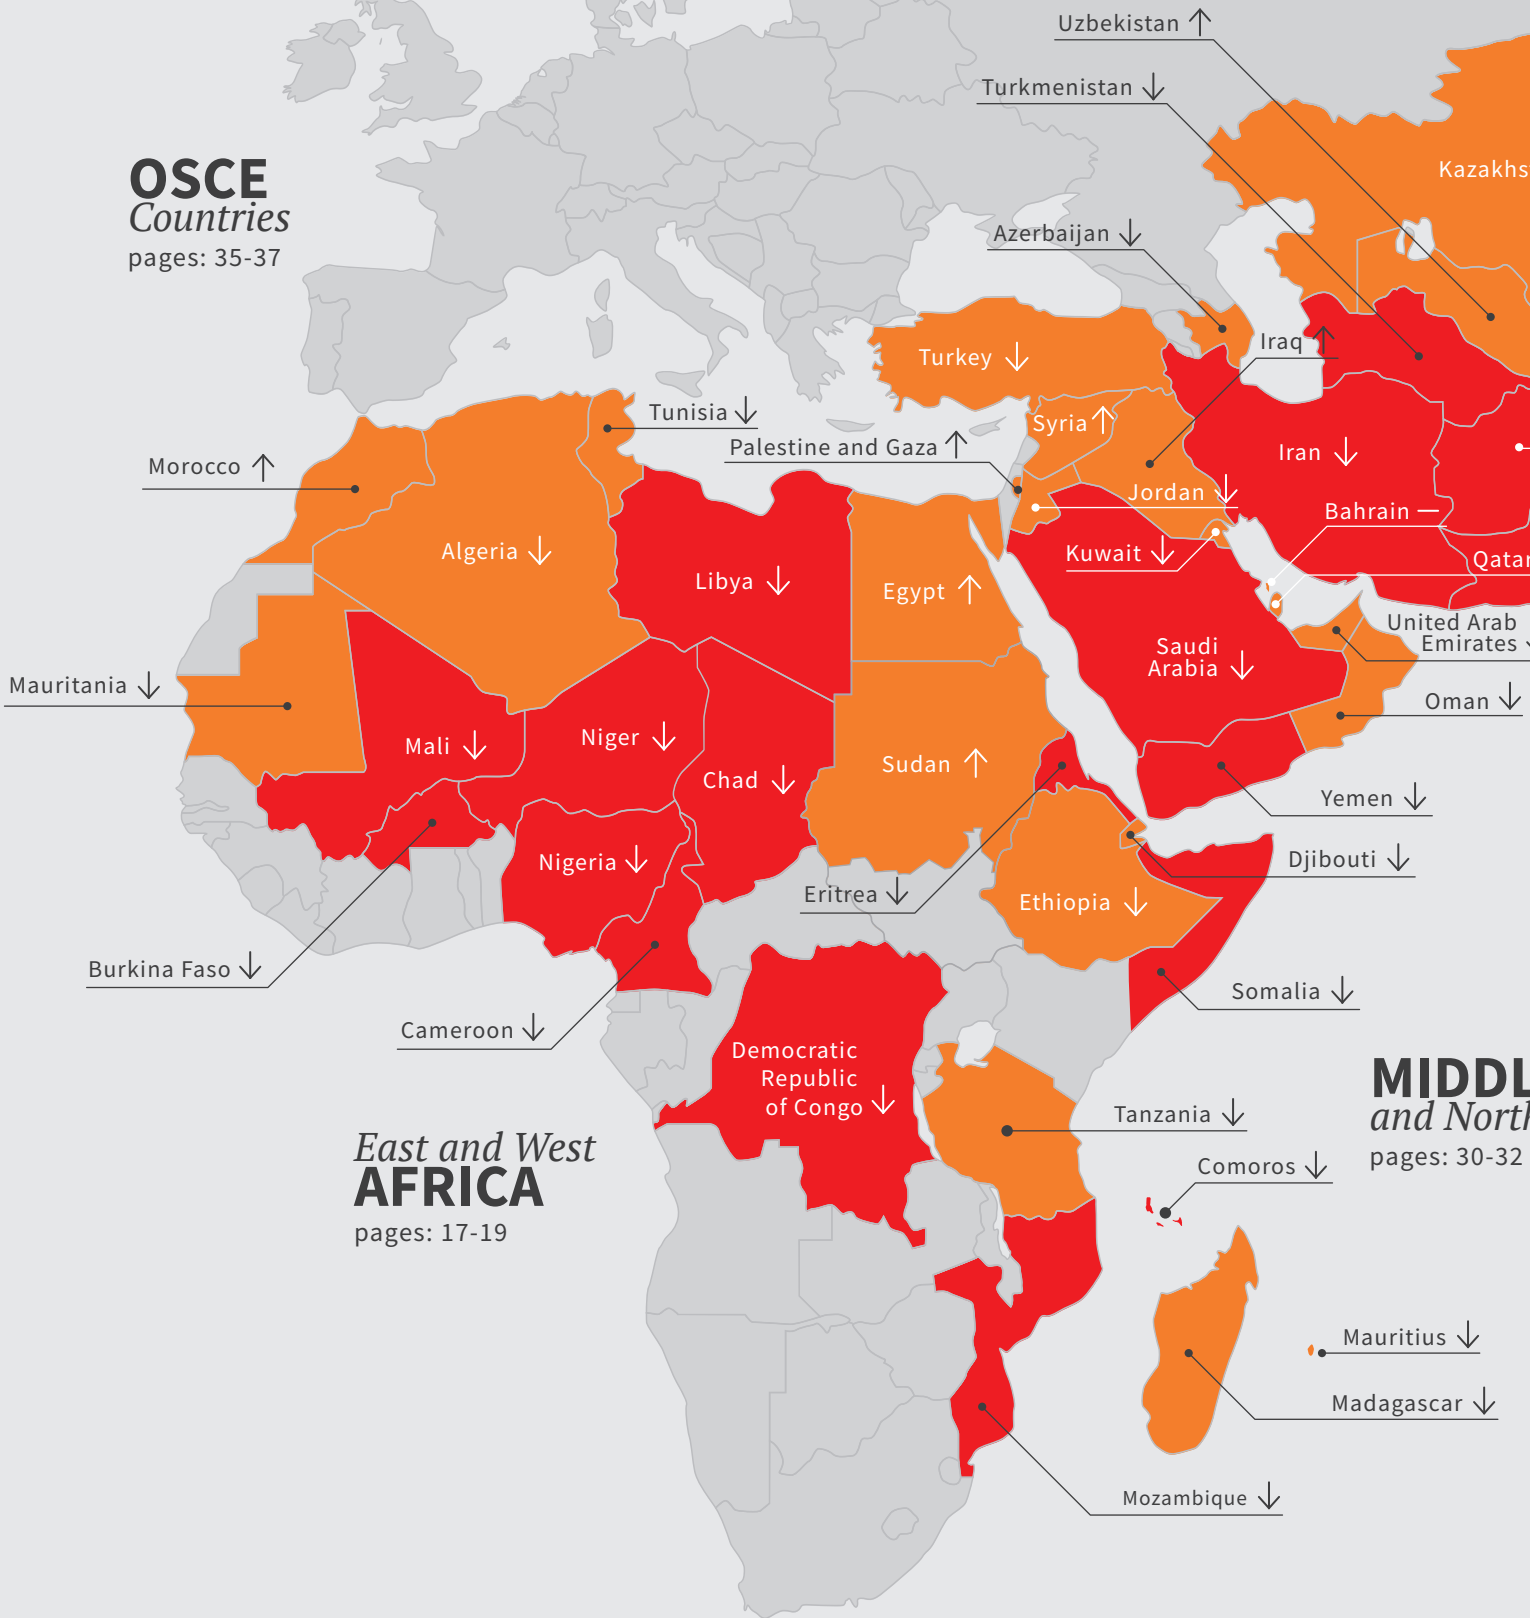 Uzbekistan ↑
Turkmenistan ↓
Kazakhs
OSCE
Countries
pages: 35-37
Azerbaijan ↓
Iraq ↑
Turkey ↓
Tunisia ↓
Syria ↑
Palestine and Gaza ↑
Iran ↓
Morocco ↑
Jordan ↓
Bahrain —
Algeria ↓
Kuwait ↓
Qatar
Libya ↓
Egypt ↑
United Arab
Emirates
Saudi
Arabia ↓
Mauritania ↓
Oman ↓
Mali ↓
Niger ↓
Chad ↓
Sudan ↑
Yemen ↓
Nigeria ↓
Djibouti ↓
Eritrea ↓
Ethiopia ↓
Burkina Faso ↓
Somalia ↓
Cameroon ↓
Democratic
Republic
of Congo ↓
MIDDL
and North
pages: 30-32
Tanzania ↓
East and West
AFRICA
pages: 17-19
Comoros ↓
Mauritius ↓
Madagascar ↓
Mozambique ↓